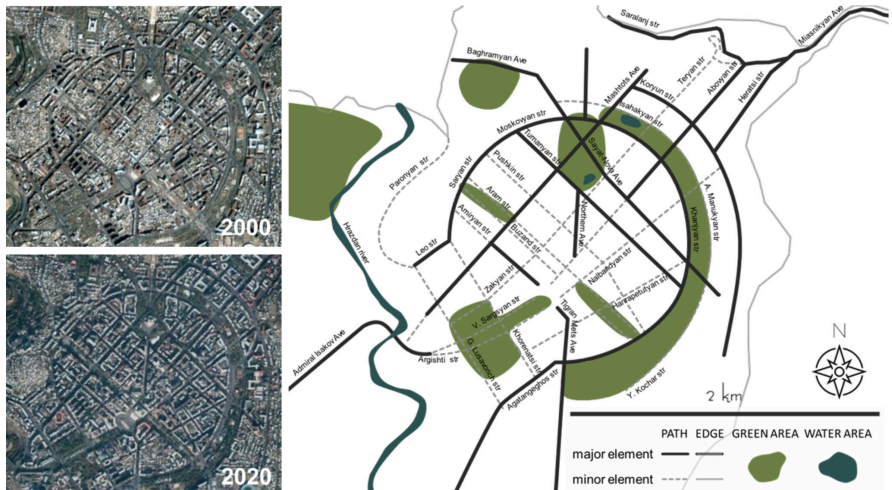 2000
2020
Saralanj str
Miasnikyan Ave
Baghramyan Ave
Mashtots Ave
Koryun str
Teryan str
Abovyan str
Heratsi str
Isahakyan str
Moskovyan str
Tumanyan str
Sayat-Nova Ave
Pushkin str
Paronyan str
Saryan str
Aram str
Amiryan str
Buzand str
Northern Ave
A. Manukyan str
Khanjyan str
Hrazdan river
Leo str
Zakyan str
Nalbandyan str
Hanrapetutyan str
Tigran
Mets Ave
V. Sargsyan str
Khorenatsi str
G. Lusavorich str
Admiral Isakov Ave
Argishti str
Agatangeghos str
Y. Kochar str
N
2 km
PATH EDGE GREEN AREA WATER AREA
major element
minor element